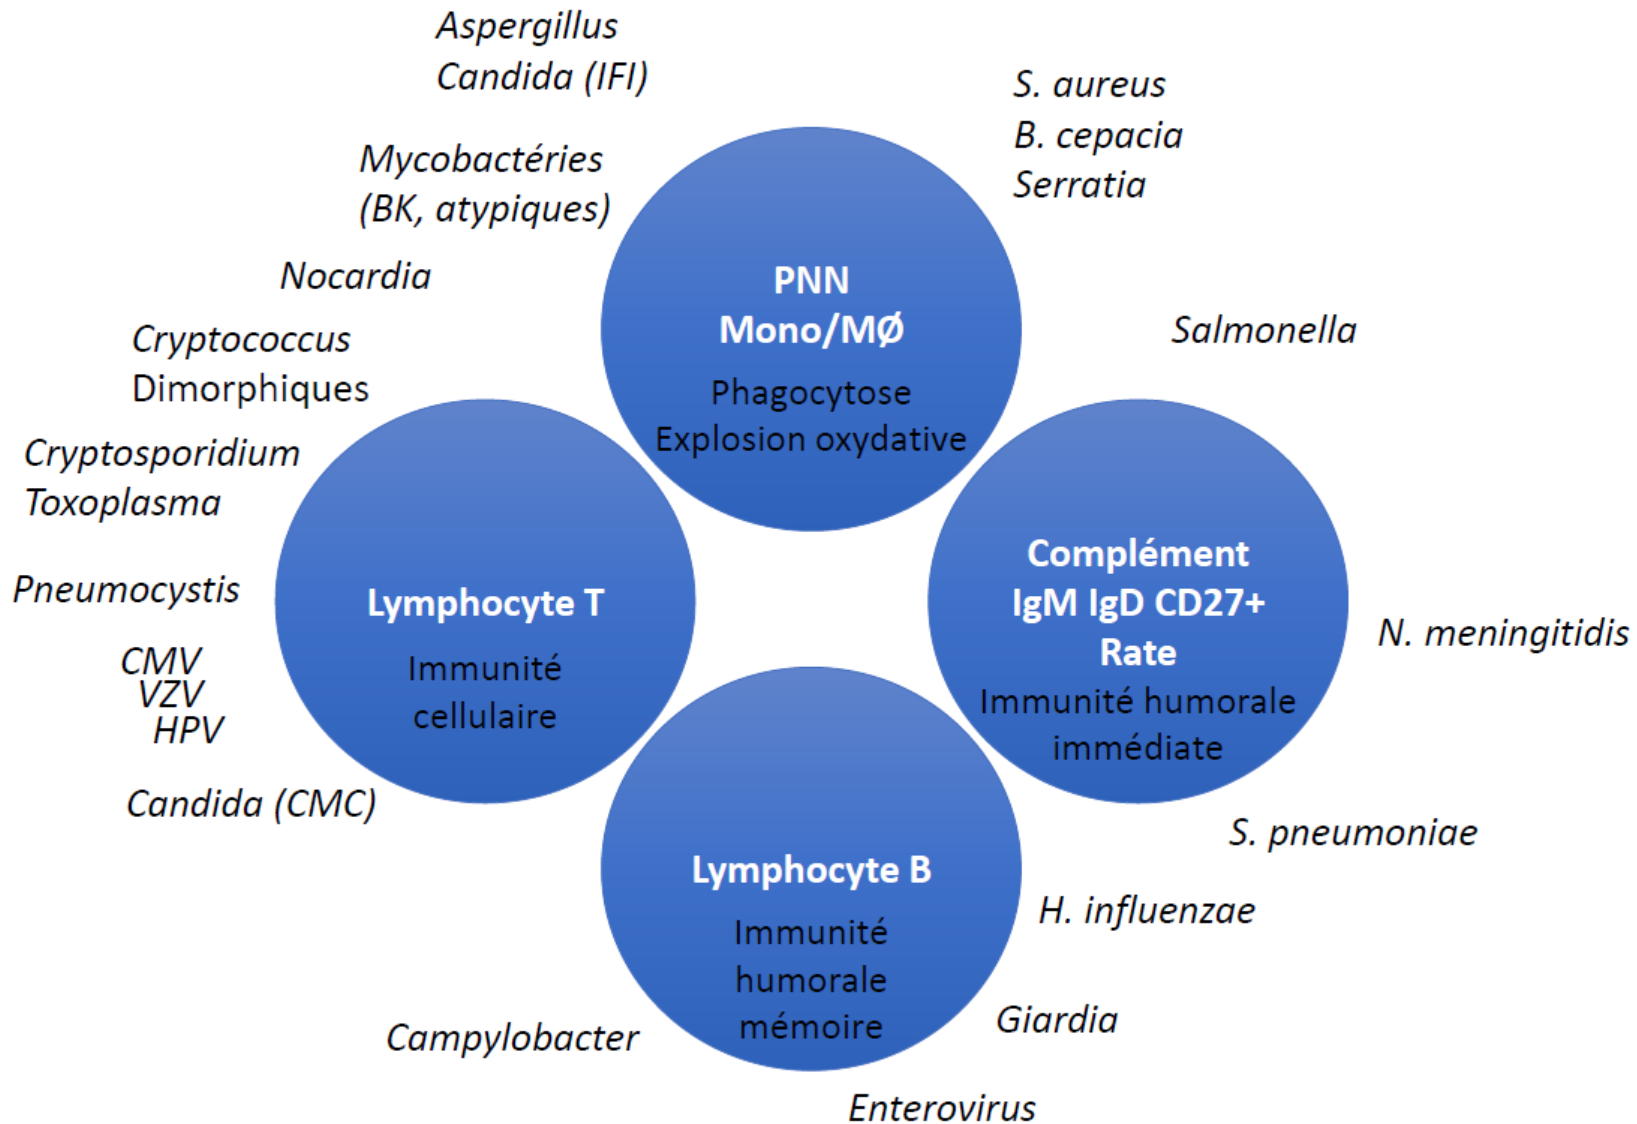 Aspergillus
Candida (IFI)
S. aureus
B. cepacia
Serratia
Mycobactéries
(BK, atypiques)
Nocardia
PNN
Mono/MØ
Phagocytose
Explosion oxydative
Salmonella
Cryptococcus
Dimorphiques
Cryptosporidium
Toxoplasma
Pneumocystis
CMV
VZV
HPV
Candida (CMC)
Lymphocyte T
Immunité
cellulaire
Complément
IgM IgD CD27+
Rate
Immunité humorale
immédiate
N. meningitidis
S. pneumoniae
H. influenzae
Lymphocyte B
Immunité
humorale
mémoire
Giardia
Campylobacter
Enterovirus